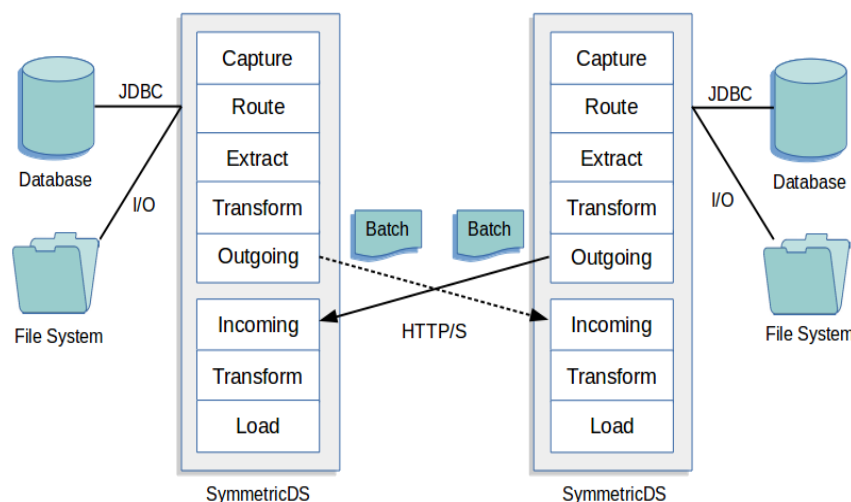 Capture
Capture
JDBC
Route
Route
JDBC
Database
Extract
Extract
Database
I/O
Transform
Transform
I/O
Batch
Batch
Outgoing
Outgoing
File System
Incoming
HTTP/S
Incoming
File System
Transform
Transform
Load
Load
SymmetricDS
SymmetricDS